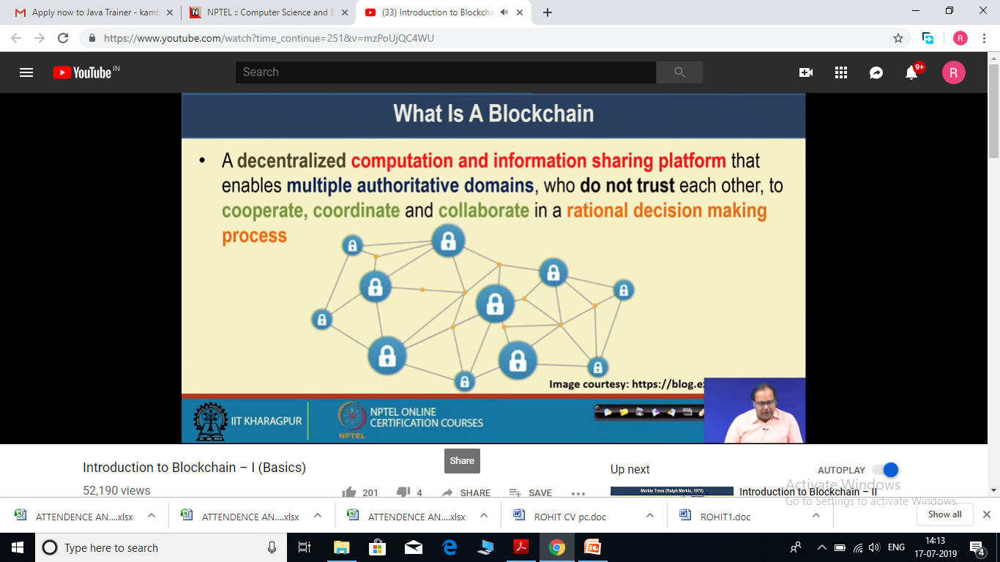 Apply now to Java Trainer - kamb
NPTEL :: Computer Science and E
(33) Introduction to Blockcha
https://www.youtube.com/watch?time_continue=251&v=mzPoUjQC4WU
R
YouTube IN
Search
9+
R
What Is A Blockchain
• A decentralized computation and information sharing platform that
enables multiple authoritative domains, who do not trust each other, to
cooperate, coordinate and collaborate in a rational decision making
process
Image courtesy: https://blog.e
IIT KHARAGPUR
NPTEL
NPTEL ONLINE
CERTIFICATION COURSES
Share
Introduction to Blockchain – I (Basics)
52,190 views
201
4
SHARE
SAVE
Up next
AUTOPLAY
Merkle Trees (Ralph Merkle, 1979)
Introduction to Blockchain – II
Activate Windows
Go to Settings to activate Windows.
ATTENDENCE AN....xlsx
ATTENDENCE AN....xlsx
ATTENDENCE AN....xlsx
ROHIT CV pc.doc
ROHIT1.doc
Show all
Type here to search
ENG
14:13
17-07-2019
4